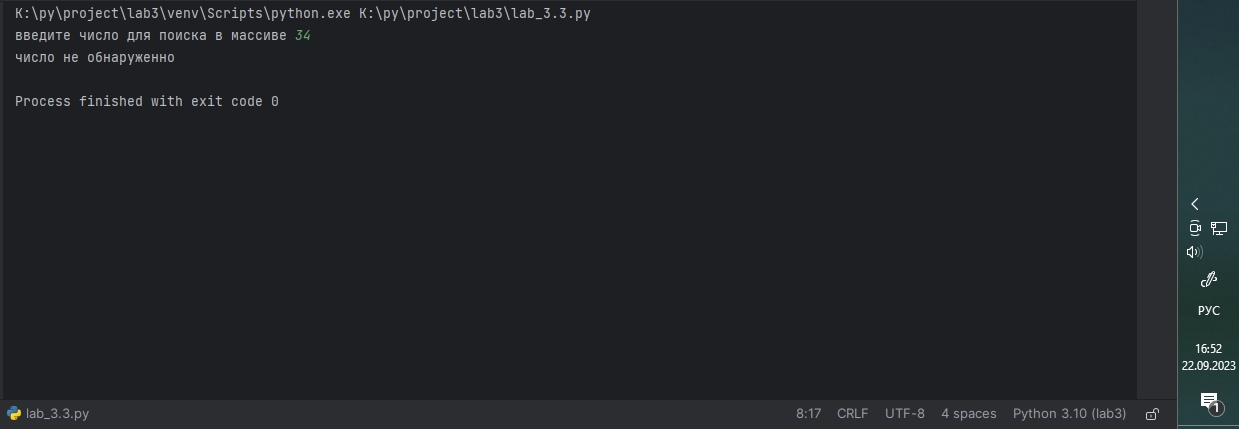 K:\py\project\lab3\venv\Scripts\python.exe K:\py\project\lab3\lab_3.3.py
введите число для поиска в массиве 34
число не обнаруженно
Process finished with exit code 0
РУС
16:52
22.09.2023
1
lab_3.3.py 8:17 CRLF UTF-8 4 spaces Python 3.10 (lab3)